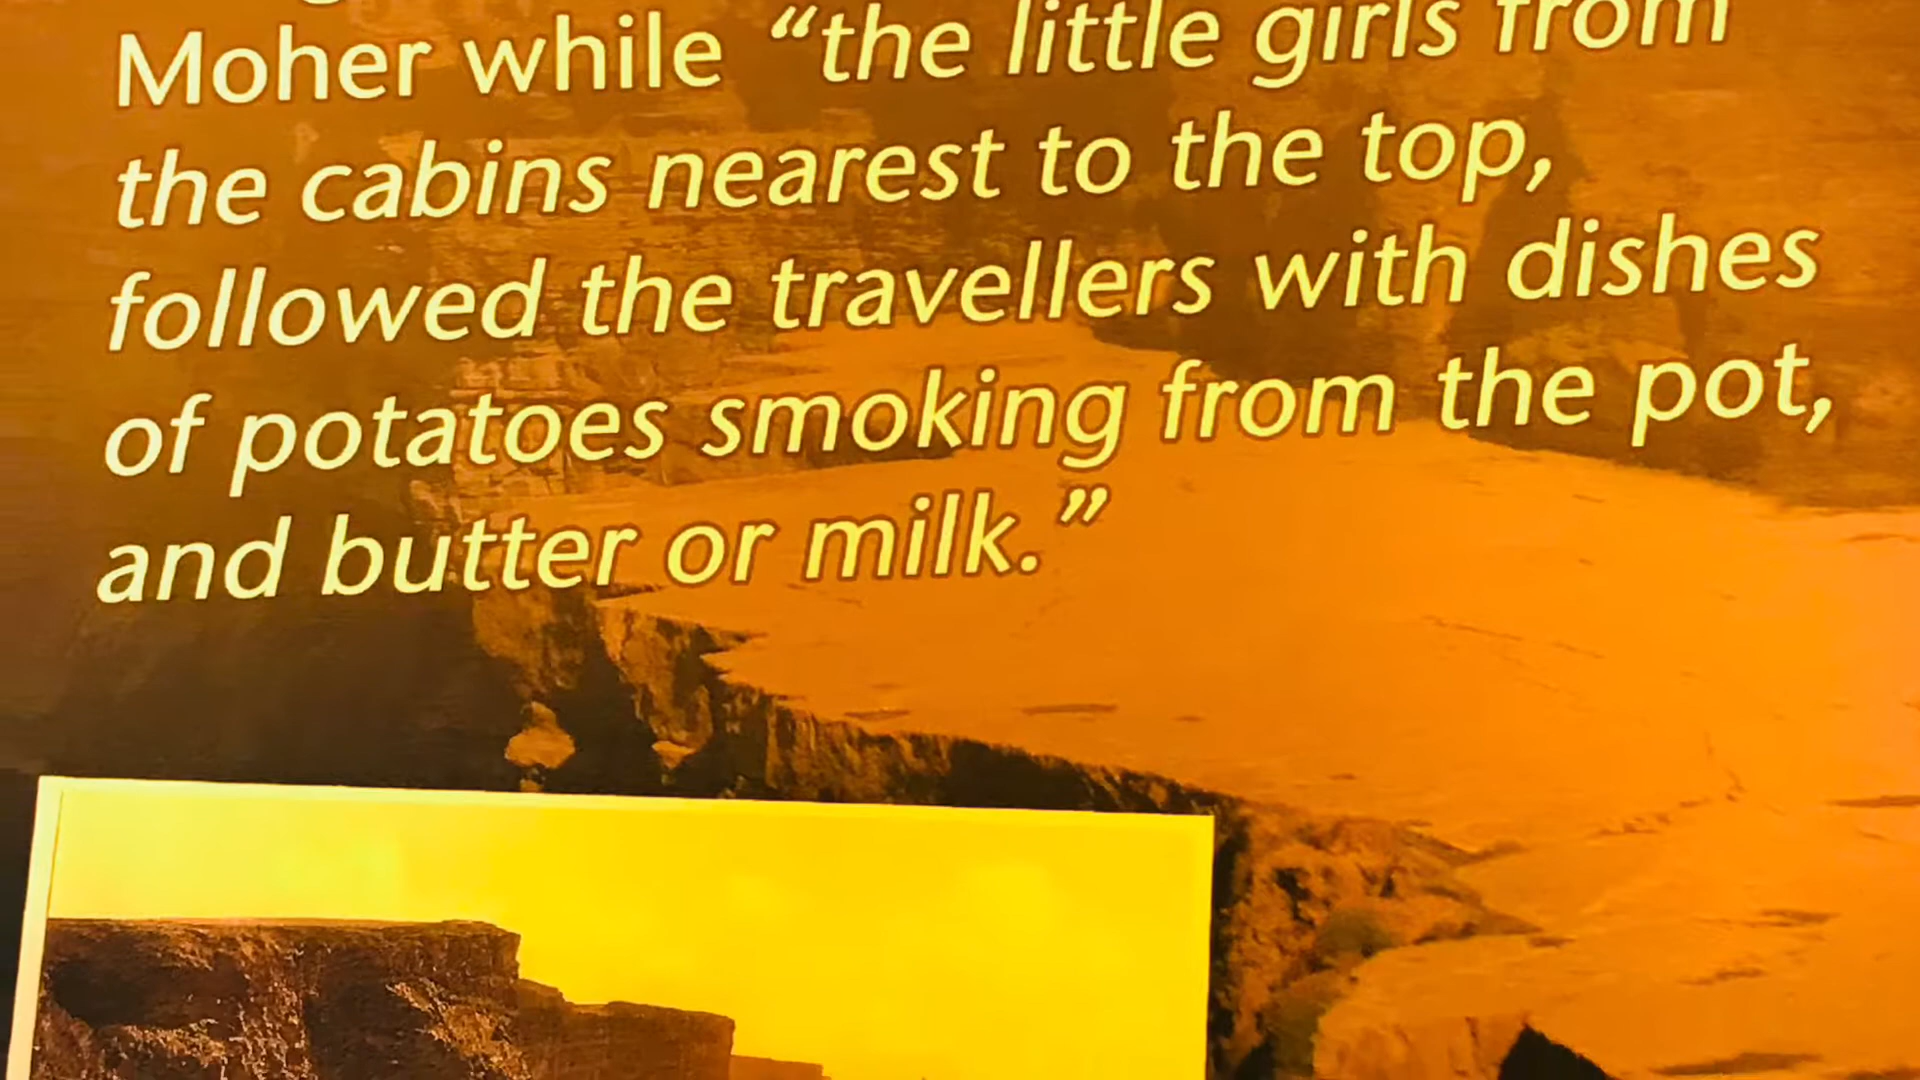 Moher while “the little girls from
the cabins nearest to the top,
followed the travellers with dishes
of potatoes smoking from the pot,
and butter or milk.”